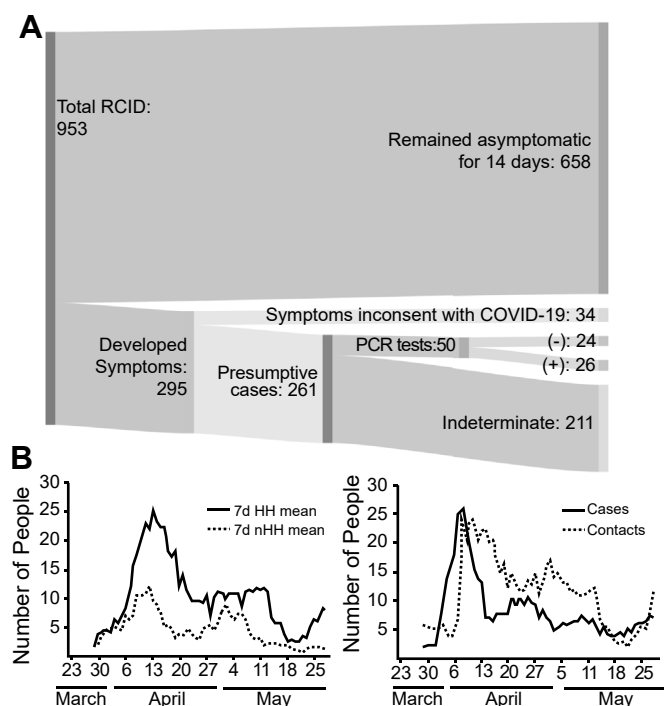 A
Total RCID:
953
Remained asymptomatic
for 14 days: 658
Symptoms inconsent with COVID-19: 34
Developed
Symptoms:
295
Presumptive
cases: 261
PCR tests:50
(-): 24
(+): 26
Indeterminate: 211
B
Number of People
30
25
20
15
10
5
7d HH mean
7d nHH mean
23 30 6 13 20 27 4 11 18 25
March April May
Number of People
30
25
20
15
10
5
Cases
Contacts
23 30 6 13 20 27 5 11 18 25
March April May